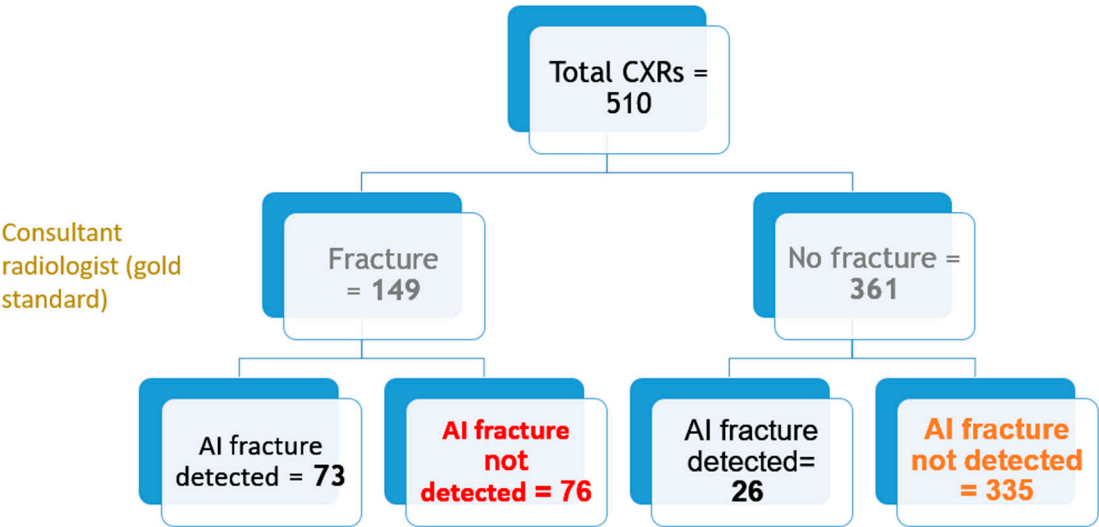 Total CXRs =
510
Consultant
radiologist (gold
standard)
Fracture
= 149
No fracture =
361
AI fracture
detected = 73
AI fracture
not
detected = 76
AI fracture
detected=
26
AI fracture
not detected
= 335